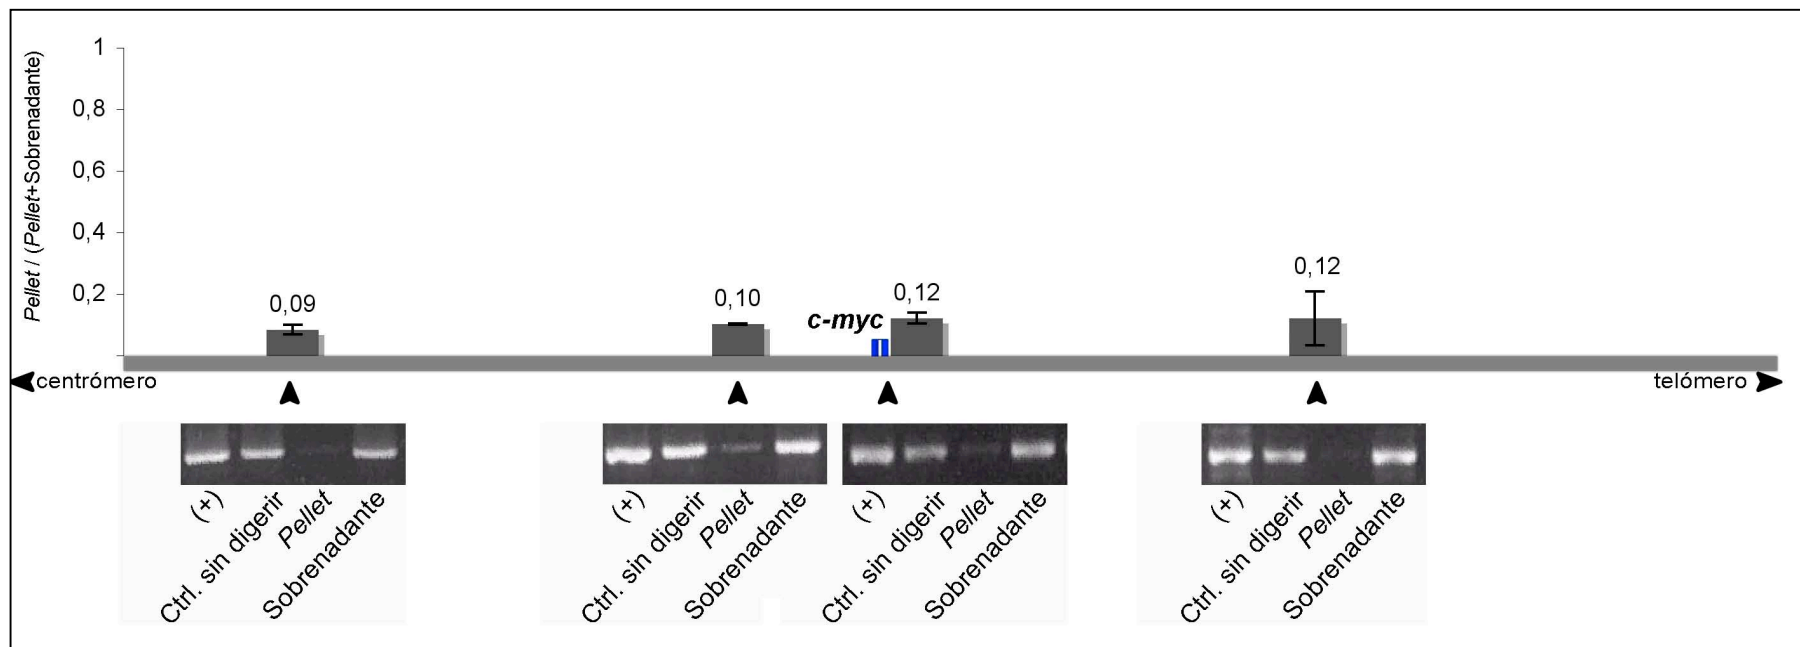 Pellet / (Pellet+Sobrenadante)
1
0,8
0,6
0,4
0,2
0,09
0,10
c-myc
0,12
0,12
centrómero
telómero
(+)
Ctrl. sin digerir
Pellet
Sobrenadante
(+)
Ctrl. sin digerir
Pellet
Sobrenadante
(+)
Ctrl. sin digerir
Pellet
Sobrenadante
(+)
Ctrl. sin digerir
Pellet
Sobrenadante